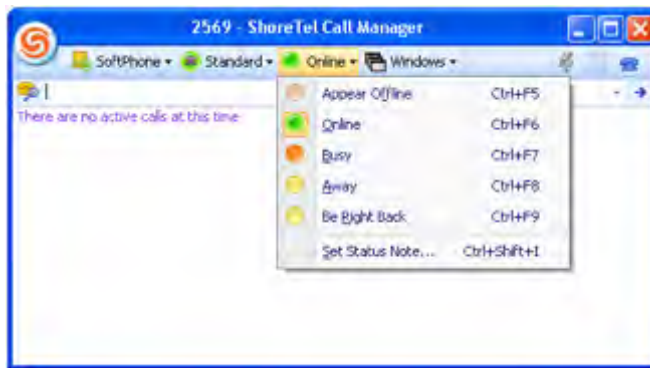 2569 - ShoreTel Call Manager
SoftPhone Standard Online Windows
Appear Offline Ctrl+F5
There are no active calls at this time
Online Ctrl+F6
Busy Ctrl+F7
Away Ctrl+F8
Be Right Back Ctrl+F9
Set Status Note... Ctrl+Shift+I